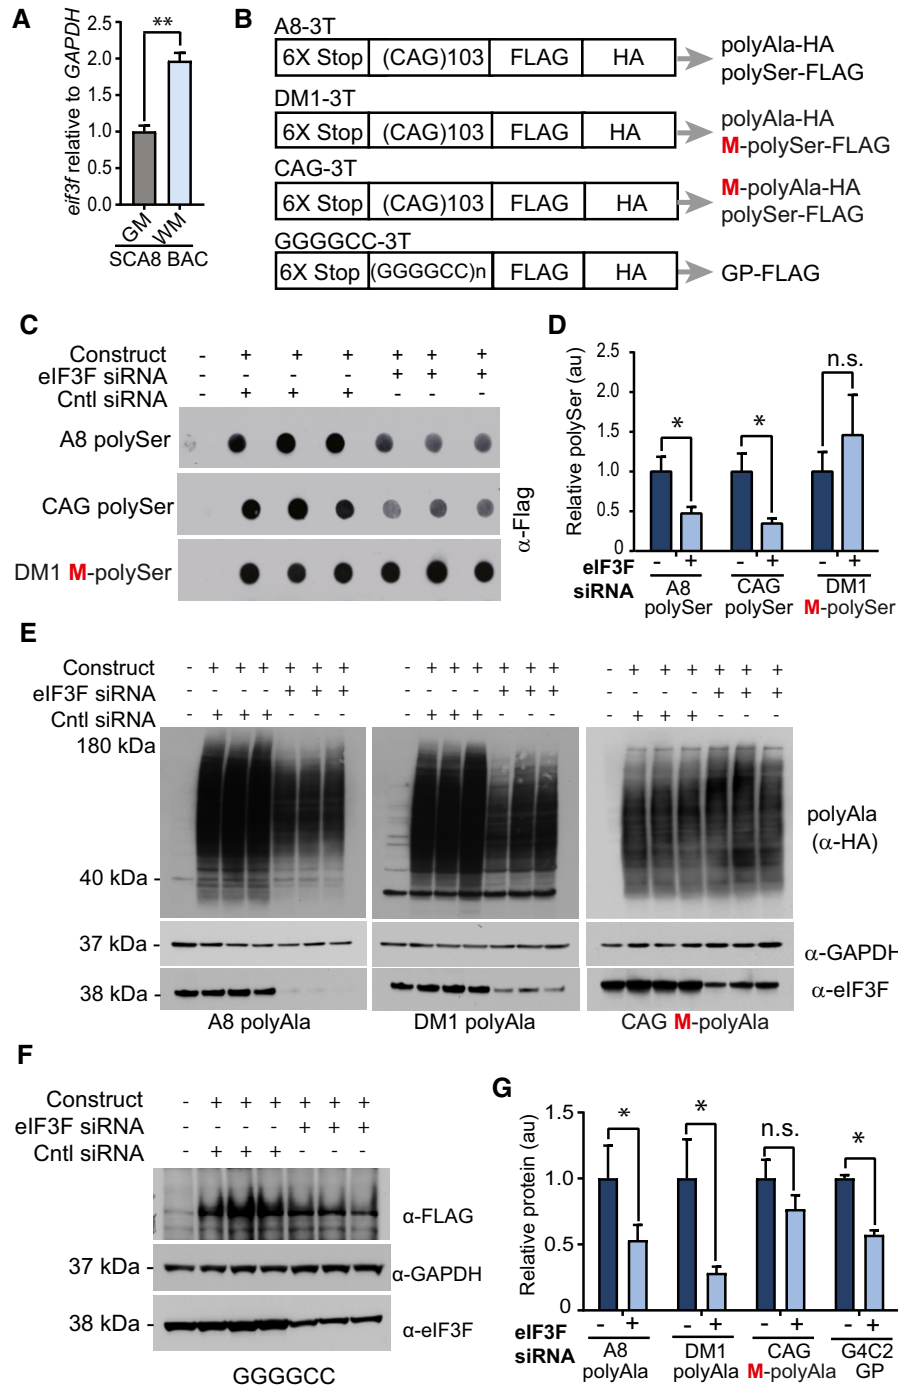 A
eif3f relative to GAPDH
2.5
2.0
1.5
1.0
0.5
0.0
**
GM
WM
SCA8 BAC
B
A8-3T
6X Stop (CAG)103 FLAG HA
polyAla-HA
polySer-FLAG
DM1-3T
6X Stop (CAG)103 FLAG HA
polyAla-HA
M-polySer-FLAG
CAG-3T
6X Stop (CAG)103 FLAG HA
M-polyAla-HA
polySer-FLAG
GGGGCC-3T
6X Stop (GGGGCC)n FLAG HA
GP-FLAG
C
Construct - + + + + + +
eIF3F siRNA - - - - + + +
Cntl siRNA - + + + - - -
A8 polySer
CAG polySer
DM1 M-polySer
α-Flag
D
Relative polySer (au)
2.5
2.0
1.5
1.0
0.5
0
* * n.s.
eIF3F siRNA
- + - + - +
A8 polySer
CAG polySer
DM1 M-polySer
E
Construct - + + + + + + - + + + + + + - + + + + + +
eIF3F siRNA - - - - + + + - - - - + + + - - - - + + +
Cntl siRNA - + + + - - - - + + + - - - - + + + - - -
180 kDa
40 kDa -
polyAla
(α-HA)
37 kDa -
α-GAPDH
38 kDa -
α-eIF3F
A8 polyAla
DM1 polyAla
CAG M-polyAla
F
Construct - + + + + + +
eIF3F siRNA - - - - + + +
Cntl siRNA - + + + - - -
α-FLAG
37 kDa -
α-GAPDH
38 kDa -
α-eIF3F
GGGGCC
G
Relative protein (au)
1.5
1.0
0.5
0
* * n.s. *
eIF3F siRNA
- + - + - + - +
A8 polyAla
DM1 polyAla
CAG M-polyAla
G4C2 GP